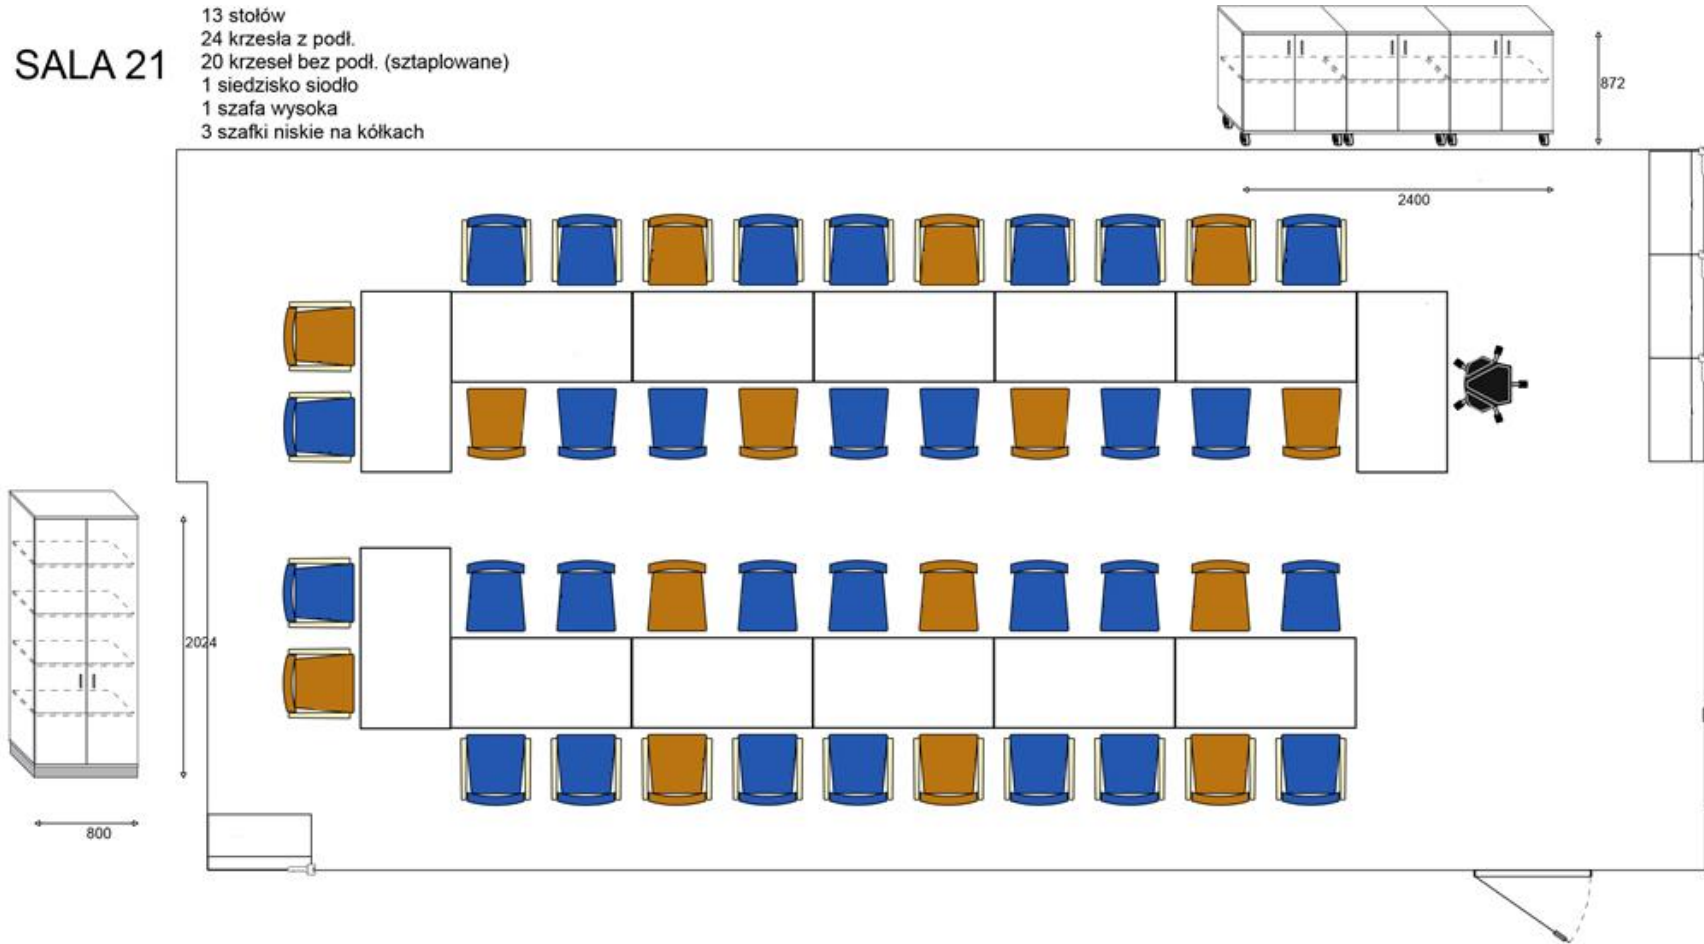 SALA 21
13 stołów
24 krzesła z podł.
20 krzeseł bez podł. (sztaplowane)
1 siedzisko siodło
1 szafa wysoka
3 szafki niskie na kółkach
872
2400
2024
800